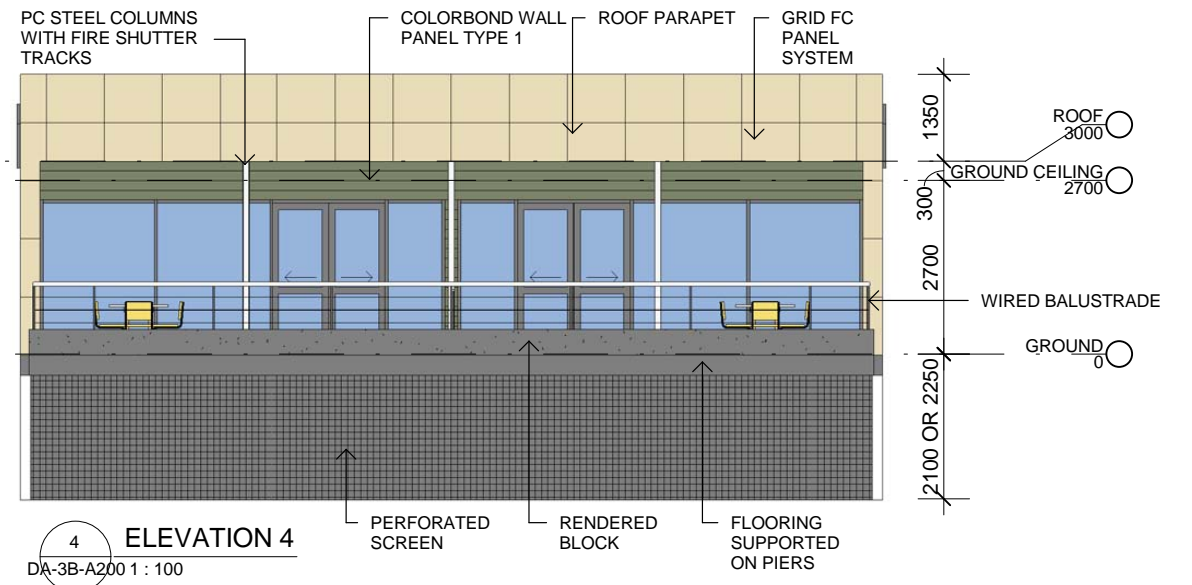 PC STEEL COLUMNS
WITH FIRE SHUTTER
TRACKS
COLORBOND WALL
PANEL TYPE 1
ROOF PARAPET
GRID FC
PANEL
SYSTEM
1350
ROOF
3000
300
GROUND CEILING
2700
2700
WIRED BALUSTRADE
GROUND
0
2100 OR 2250
PERFORATED
SCREEN
RENDERED
BLOCK
FLOORING
SUPPORTED
ON PIERS
4
ELEVATION 4
DA-3B-A200 1 : 100